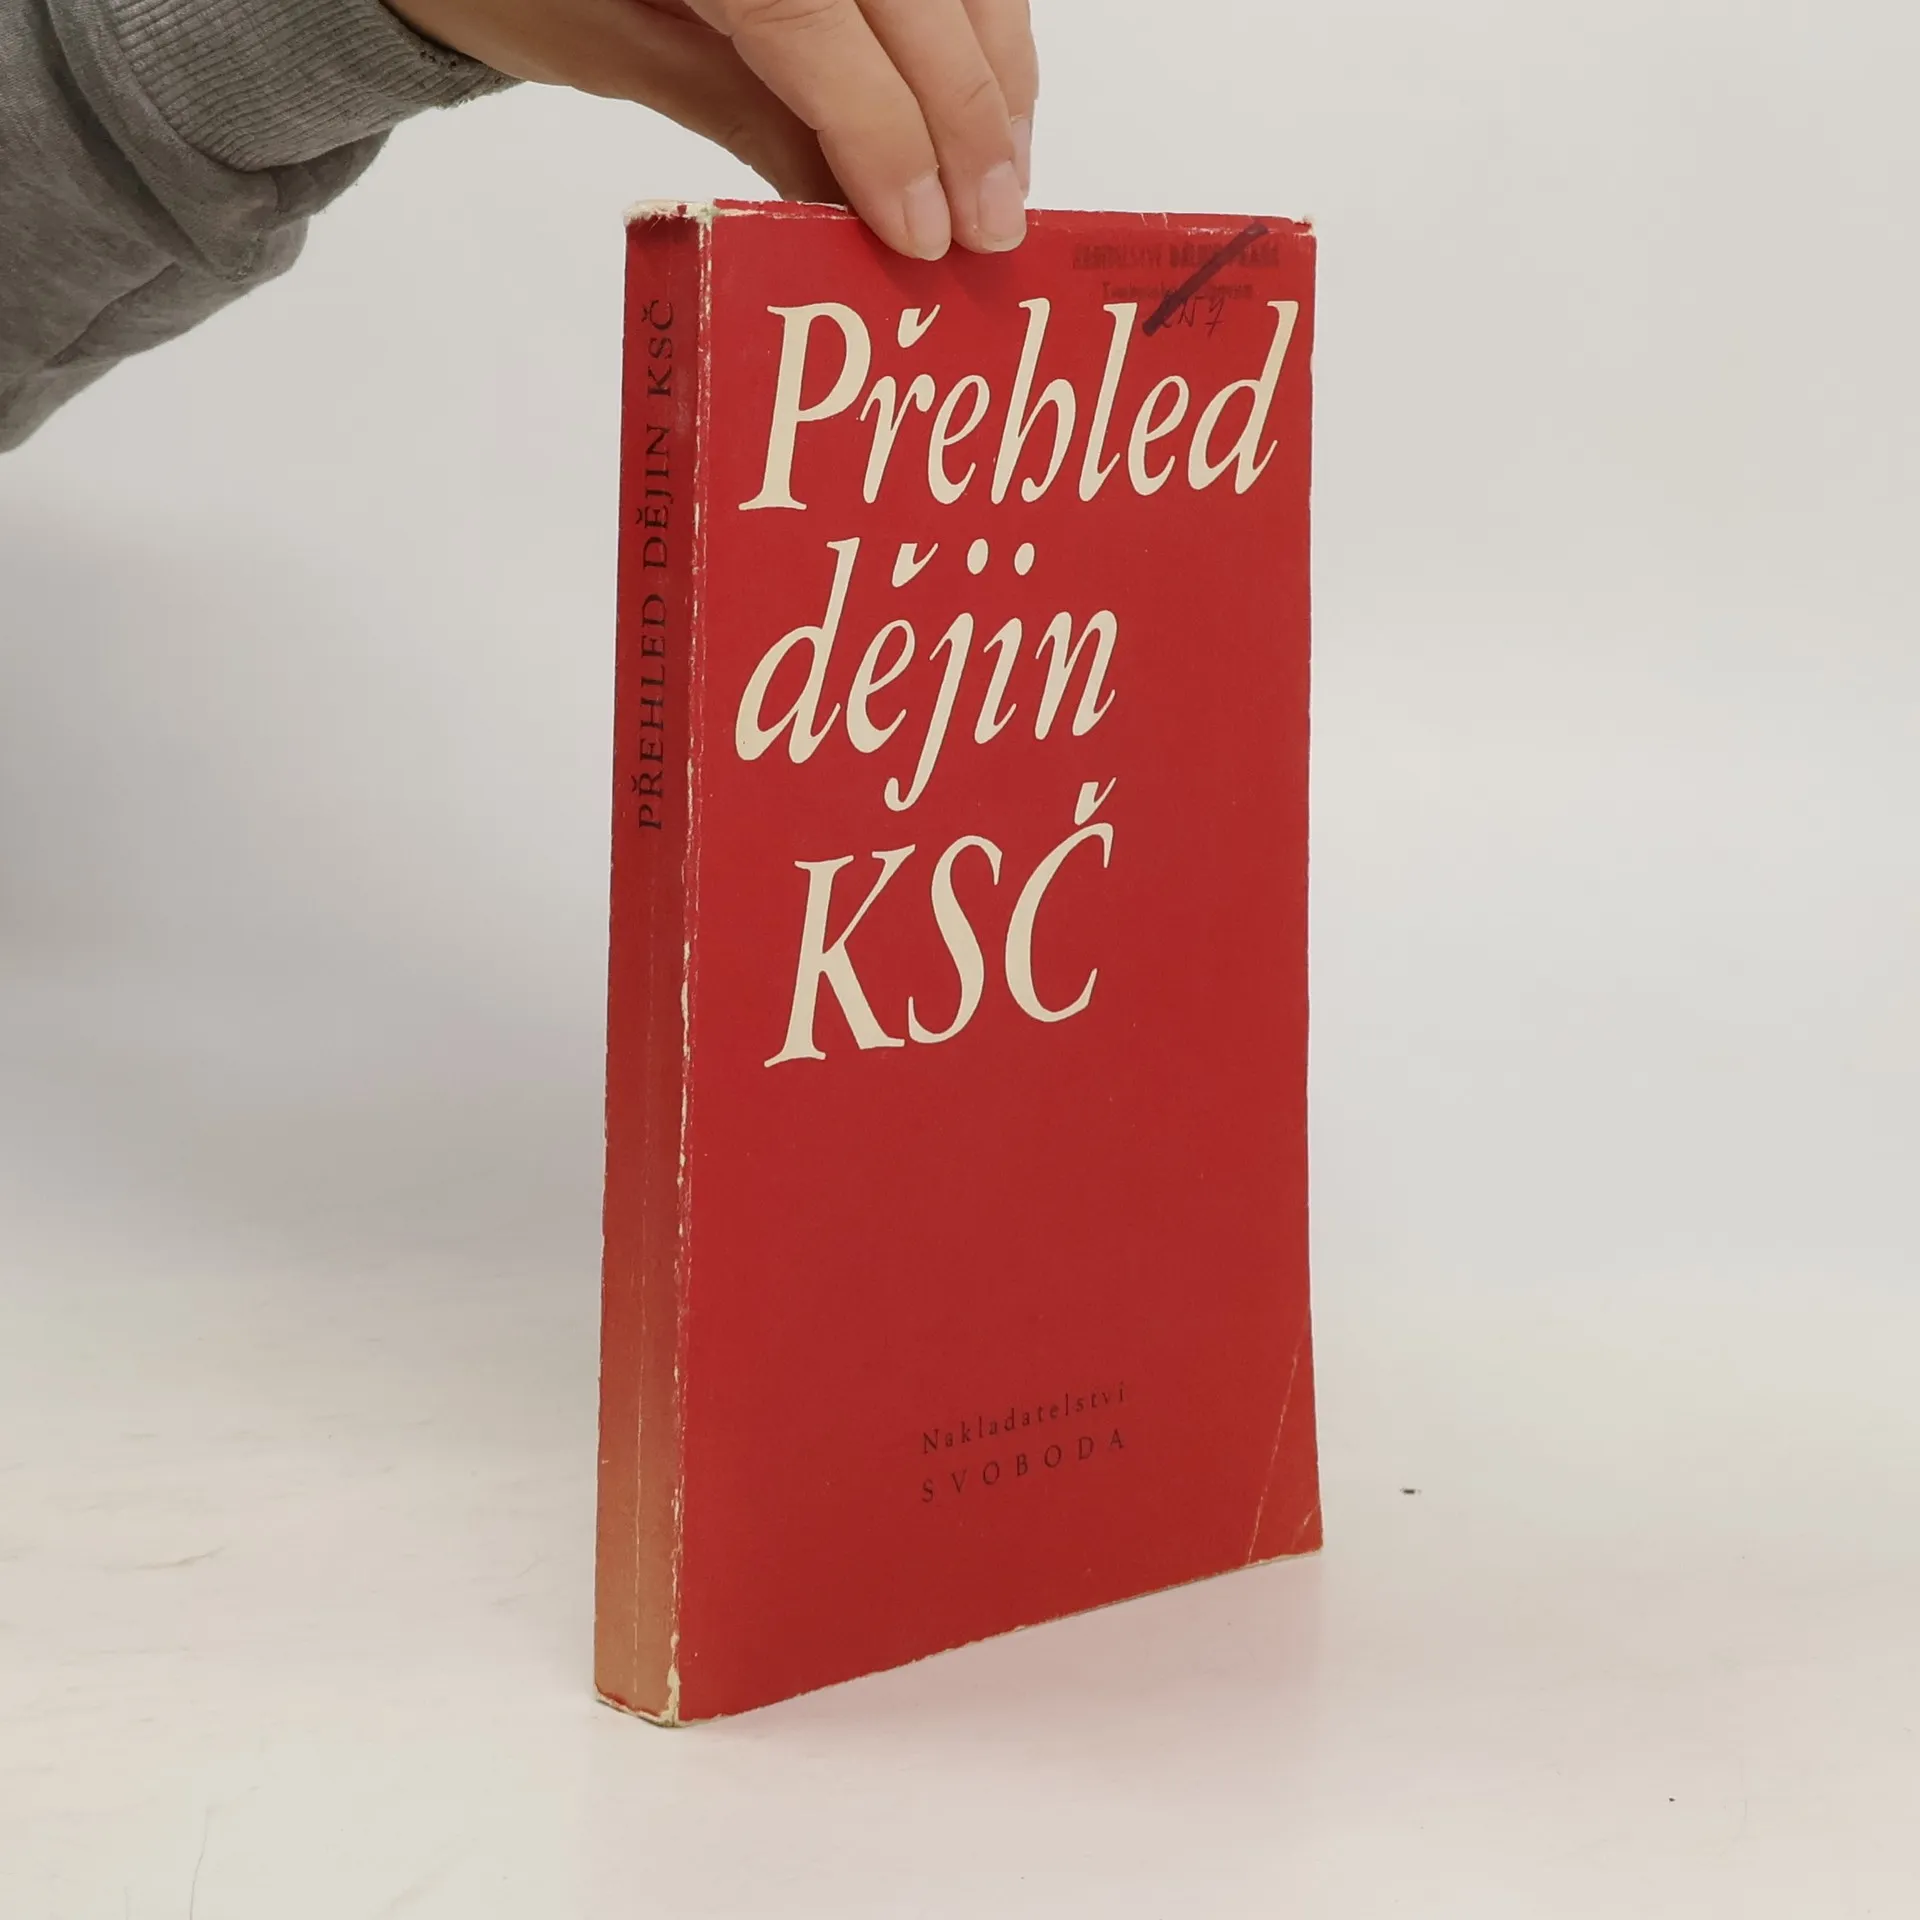 PŘEHLED DĚJIN KSČ
Přehled
dějin
KSČ
Nakladatelství
SVOBODA